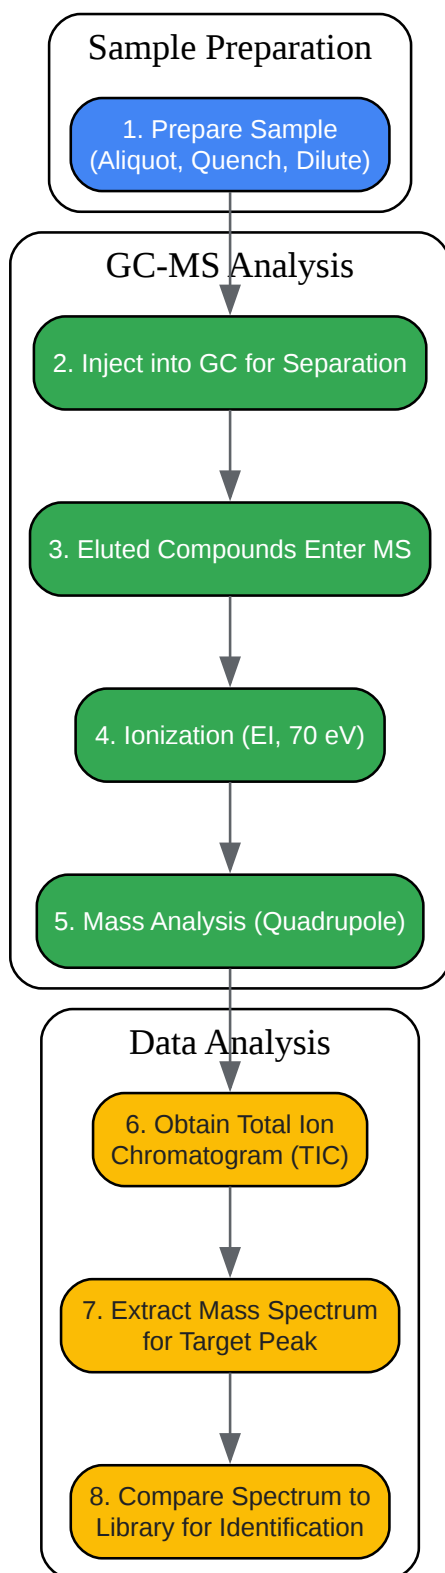 Sample Preparation
1. Prepare Sample
(Aliquot, Quench, Dilute)
GC-MS Analysis
2. Inject into GC for Separation
3. Eluted Compounds Enter MS
4. Ionization (EI, 70 eV)
5. Mass Analysis (Quadrupole)
Data Analysis
6. Obtain Total Ion
Chromatogram (TIC)
7. Extract Mass Spectrum
for Target Peak
8. Compare Spectrum to
Library for Identification